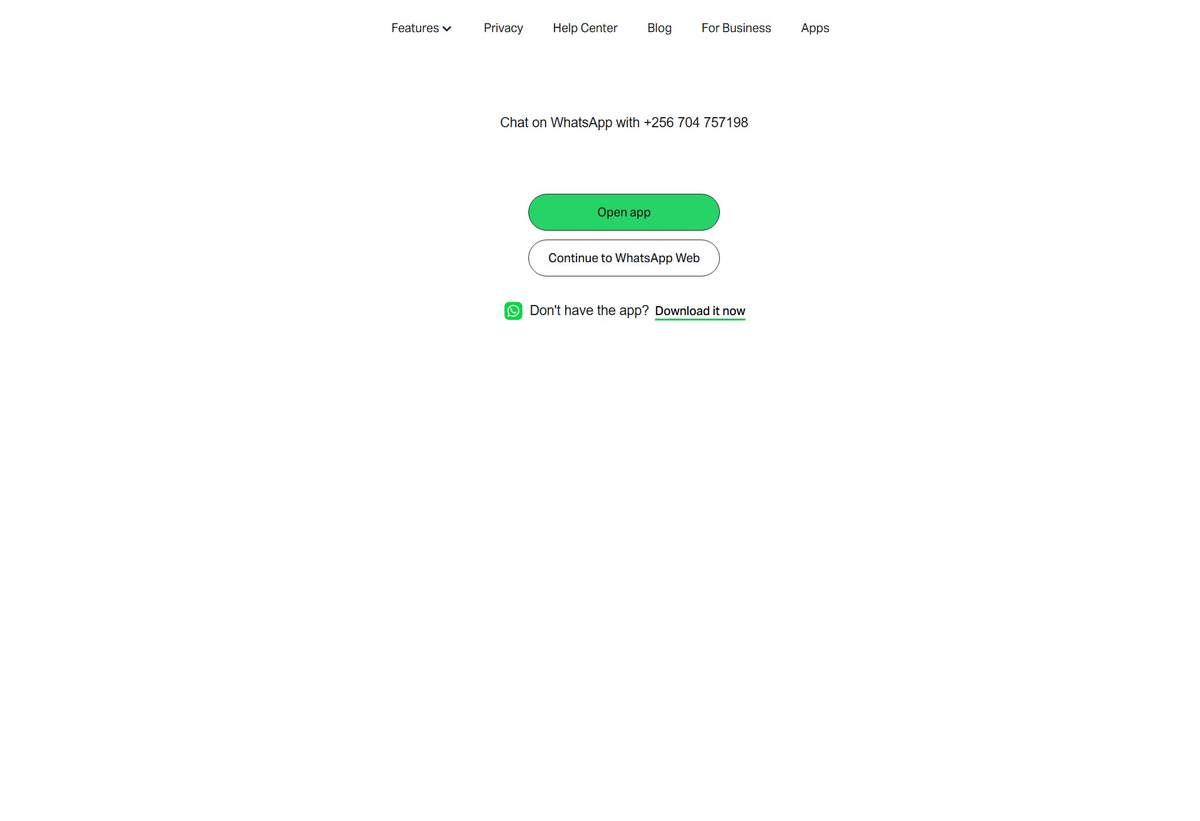 Features Privacy Help Center Blog For Business Apps
Chat on WhatsApp with +256 704 757198
Open app
Continue to WhatsApp Web
Don't have the app? Download it now